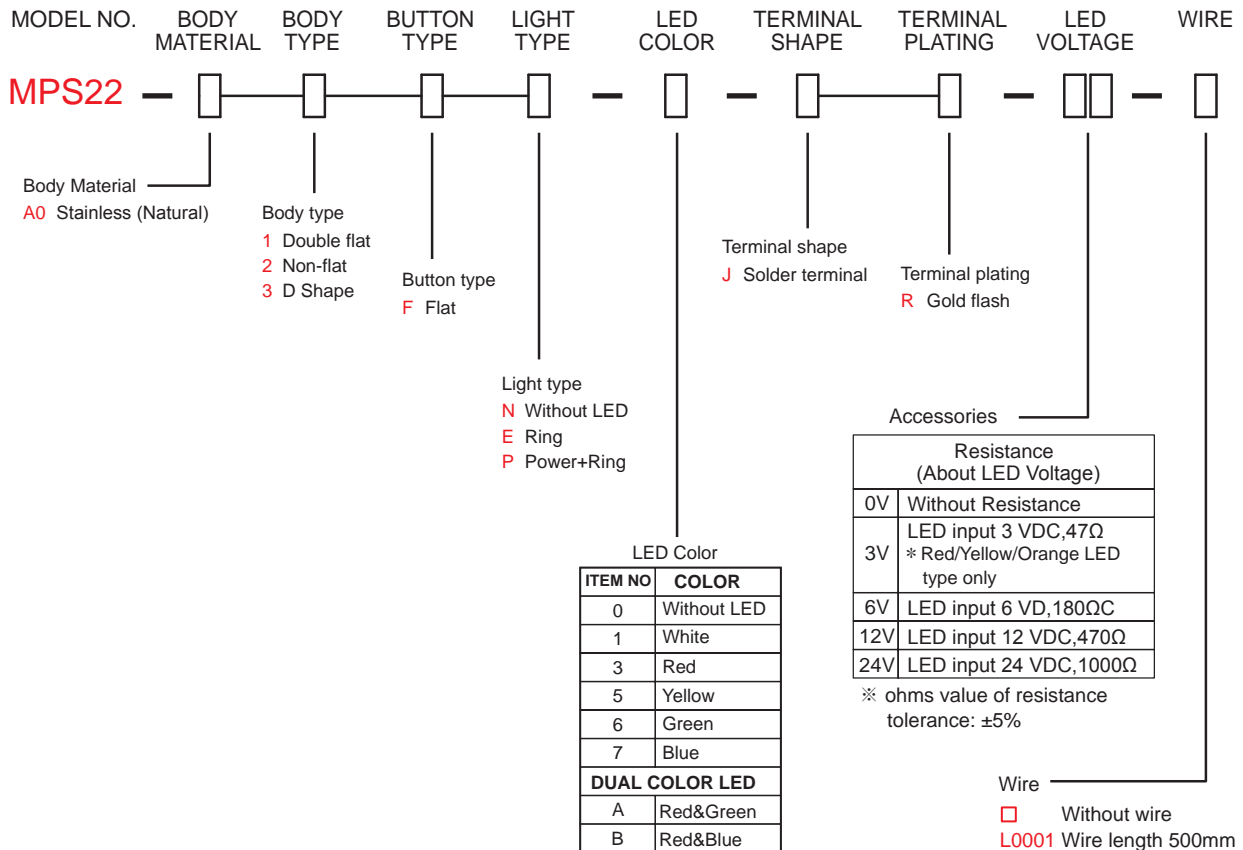 MODEL NO.
BODY
MATERIAL
BODY
TYPE
BUTTON
TYPE
LIGHT
TYPE
LED
COLOR
TERMINAL
SHAPE
TERMINAL
PLATING
LED
VOLTAGE
WIRE
MPS22
Body Material
A0 Stainless (Natural)
Body type
1 Double flat
2 Non-flat
3 D Shape
Button type
F Flat
Light type
N Without LED
E Ring
P Power+Ring
Terminal shape
J Solder terminal
Terminal plating
R Gold flash
LED Color
ITEM NO COLOR
0 Without LED
1 White
3 Red
5 Yellow
6 Green
7 Blue
DUAL COLOR LED
A Red&Green
B Red&Blue
Accessories
Resistance
(About LED Voltage)
0V Without Resistance
3V LED input 3 VDC,47Ω
* Red/Yellow/Orange LED
type only
6V LED input 6 VD,180ΩC
12V LED input 12 VDC,470Ω
24V LED input 24 VDC,1000Ω
※ ohms value of resistance
tolerance: ±5%
Wire
□ Without wire
L0001 Wire length 500mm